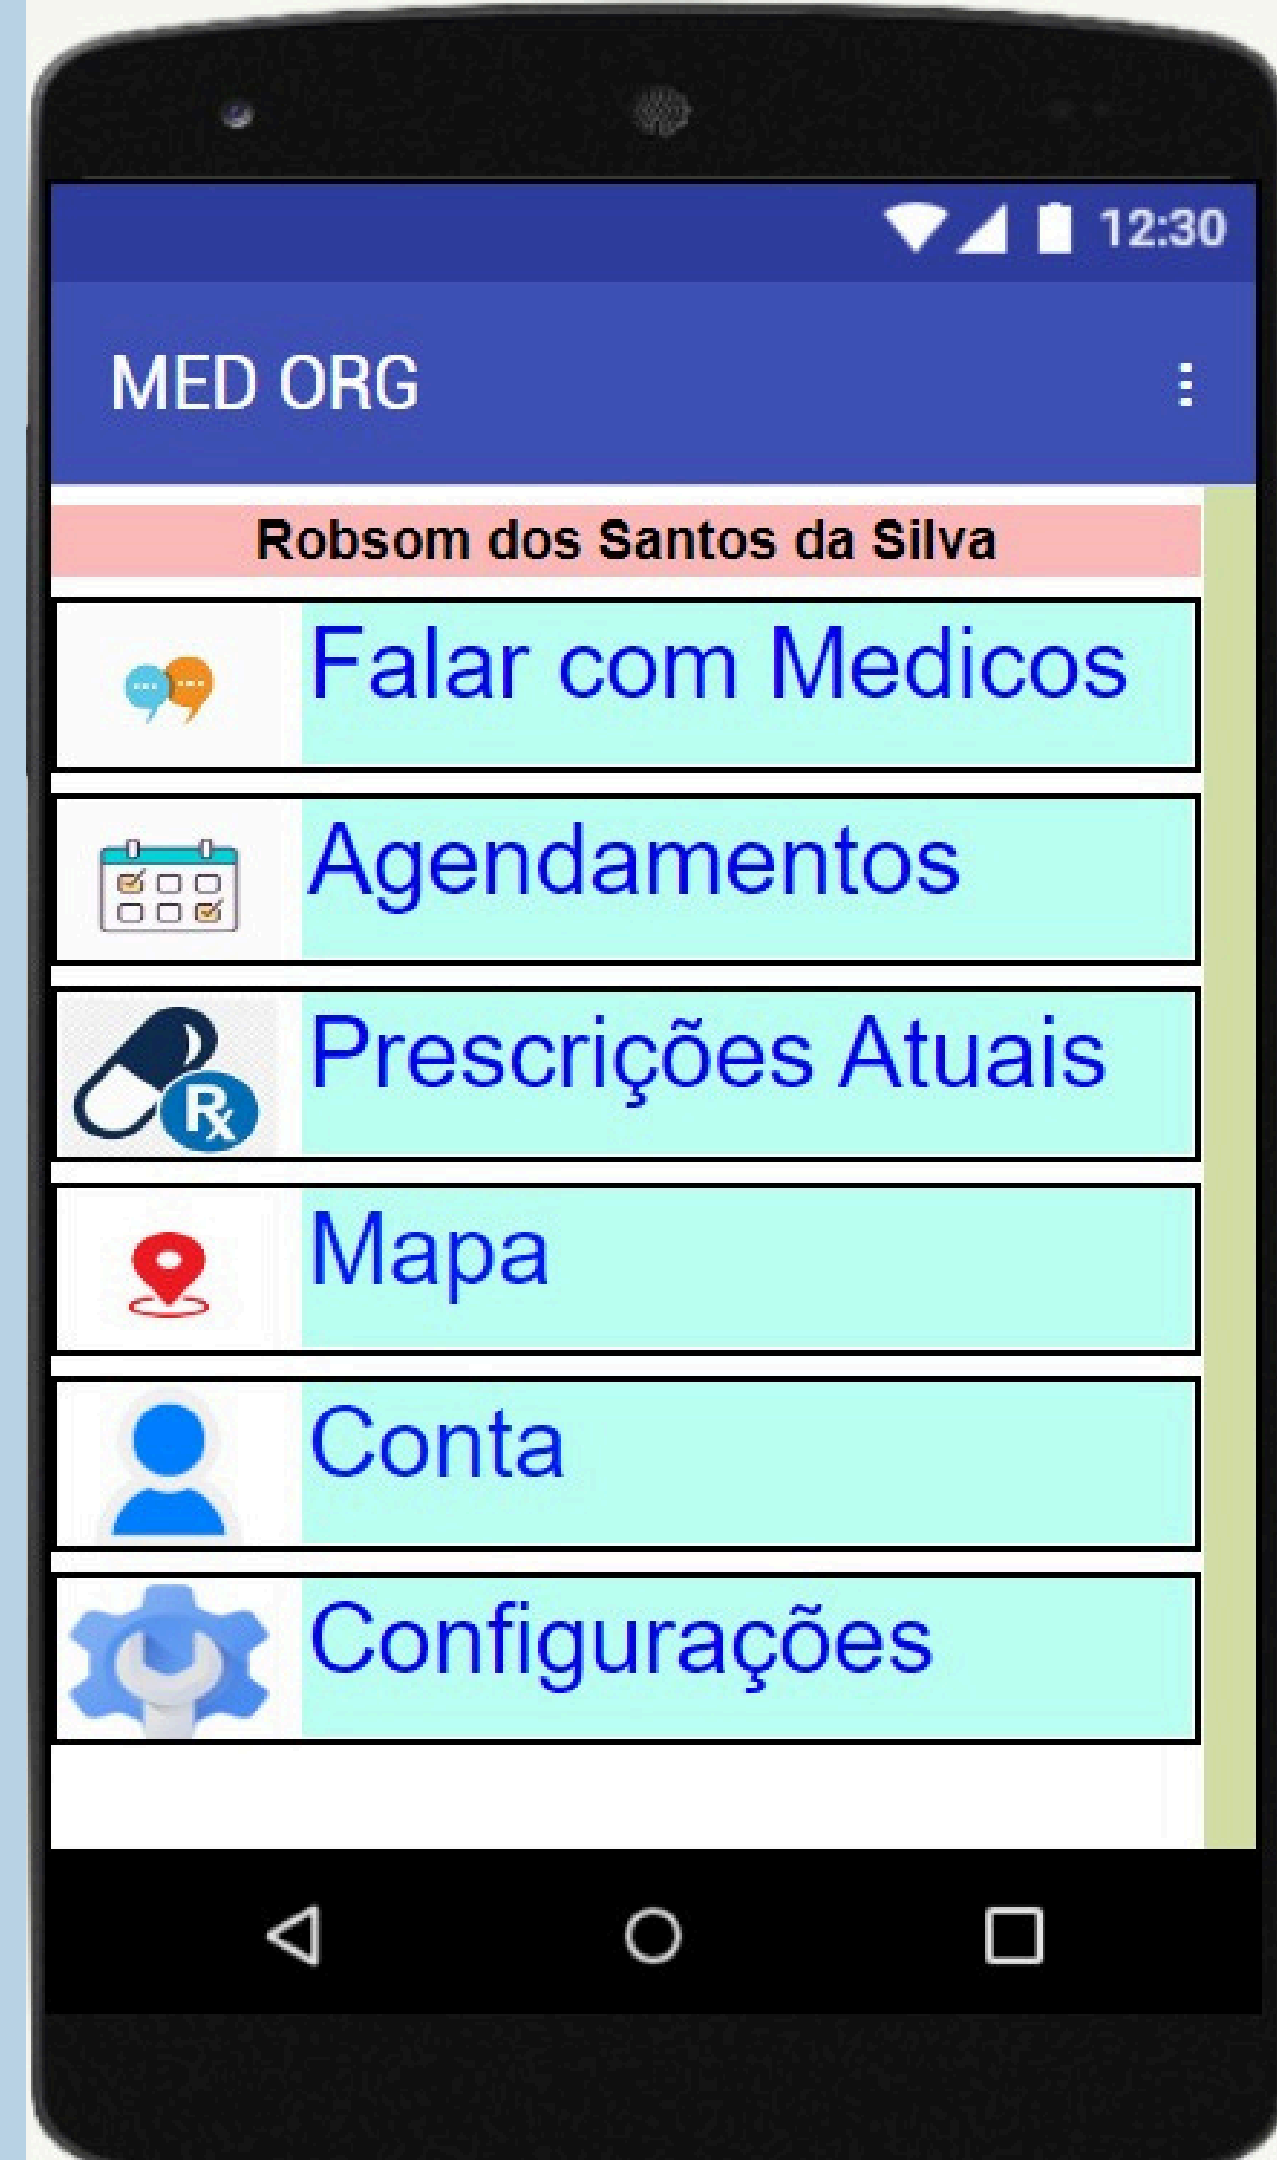 12:30
MED ORG
Robsom dos Santos da Silva
Falar com Medicos
Agendamentos
Prescrições Atuais
Rx
Mapa
Conta
Configurações